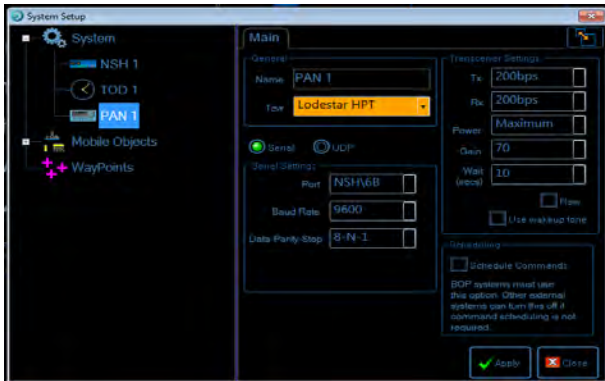 System Setup
System
NSH 1
TOD 1
PAN 1
Mobile Objects
WayPoints
Main
General
Name PAN 1
Lodestar HPT
Serial UDP
Serial Settings
Port NSH\6B
Baud Rate 9600
Data Parity Stop 8-N-1
Transceiver Settings
Tx 200bps
Rx 200bps
Power Maximum
Gain 70
Wait (secs) 10
Raw
Use wakeup tone
Scheduling
Schedule Commands
BOP systems must use
this option. Other external
systems can turn this off if
command scheduling is not
required.
Apply Close